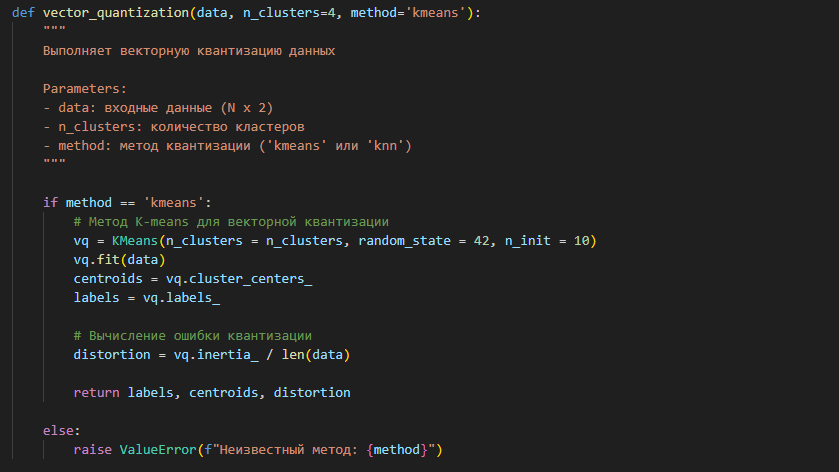 def vector_quantization(data, n_clusters=4, method='kmeans'):
    """
    Выполняет векторную квантизацию данных

    Parameters:
    - data: входные данные (N x 2)
    - n_clusters: количество кластеров
    - method: метод квантизации ('kmeans' или 'knn')
    """

    if method == 'kmeans':
        # Метод K-means для векторной квантизации
        vq = KMeans(n_clusters = n_clusters, random_state = 42, n_init = 10)
        vq.fit(data)
        centroids = vq.cluster_centers_
        labels = vq.labels_

        # Вычисление ошибки квантизации
        distortion = vq.inertia_ / len(data)

        return labels, centroids, distortion

    else:
        raise ValueError(f"Неизвестный метод: {method}")